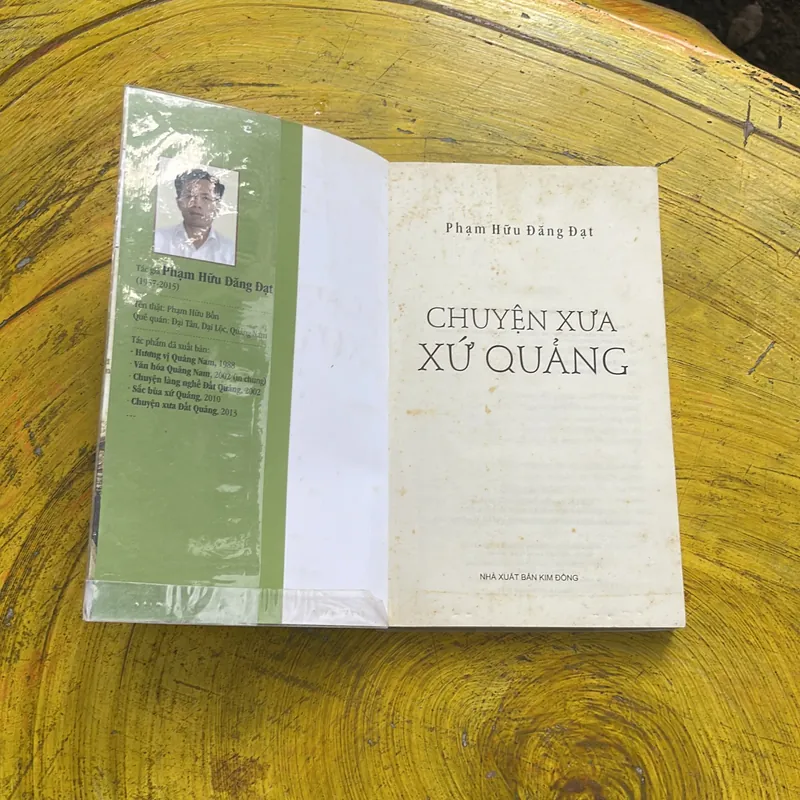 Tác giả Phạm Hữu Đăng Đạt
(1957-2015)
Tên thật: Phạm Hữu Bốn
Quê quán: Đại Tân, Đại Lộc, Quảng Nam
Tác phẩm đã xuất bản:
- Hương vị Quảng Nam, 1998
- Văn hóa Quảng Nam, 2002 (in chung)
- Chuyện làng nghề Đất Quảng, 2002
- Sắc bùa xứ Quảng, 2010
- Chuyện xưa Đất Quảng, 2015
...
Phạm Hữu Đăng Đạt
CHUYỆN XƯA
XỨ QUẢNG
NHÀ XUẤT BẢN KIM ĐỒNG